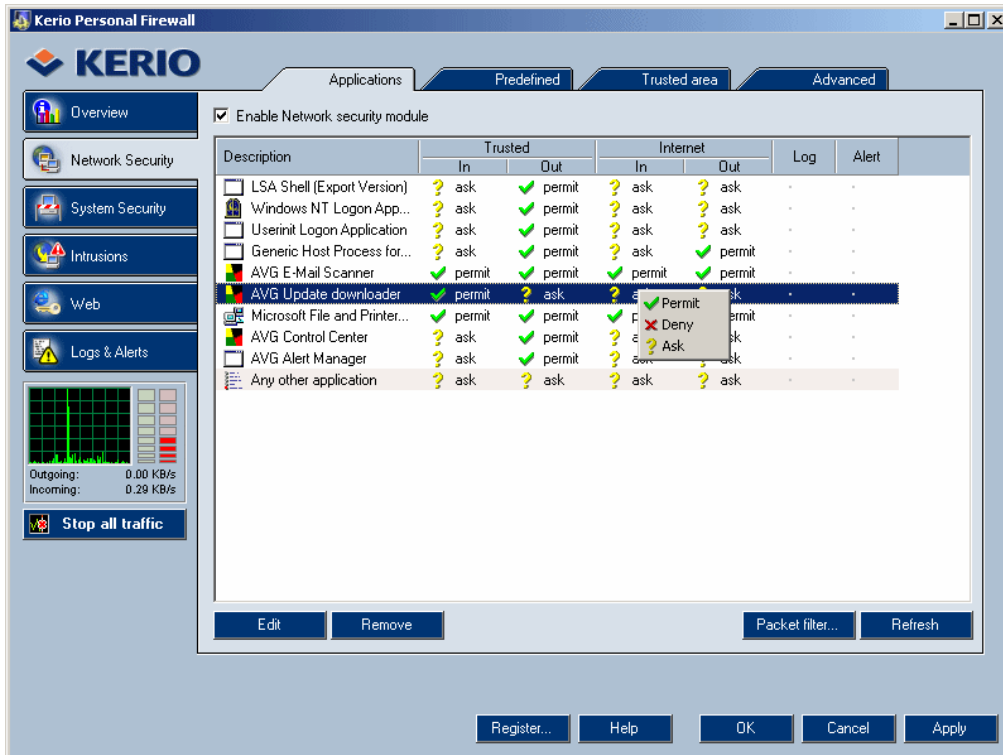 Kerio Personal Firewall
KERIO
Applications Predefined Trusted area Advanced
Overview
Network Security
System Security
Intrusions
Web
Logs & Alerts
Outgoing: 0.00 KB/s
Incoming: 0.29 KB/s
Stop all traffic
Enable Network security module
Description Trusted Internet Log Alert
In Out In Out
LSA Shell (Export Version) ask permit ask ask
Windows NT Logon App... ask permit ask ask
Userinit Logon Application ask permit ask ask
Generic Host Process for... ask permit ask permit
AVG E-Mail Scanner permit permit permit permit
AVG Update downloader permit ask
Microsoft File and Printer... permit permit
AVG Control Center ask permit
AVG Alert Manager ask permit
Any other application ask ask ask ask
Permit
Deny
Ask
Edit Remove Packet filter... Refresh
Register... Help OK Cancel Apply